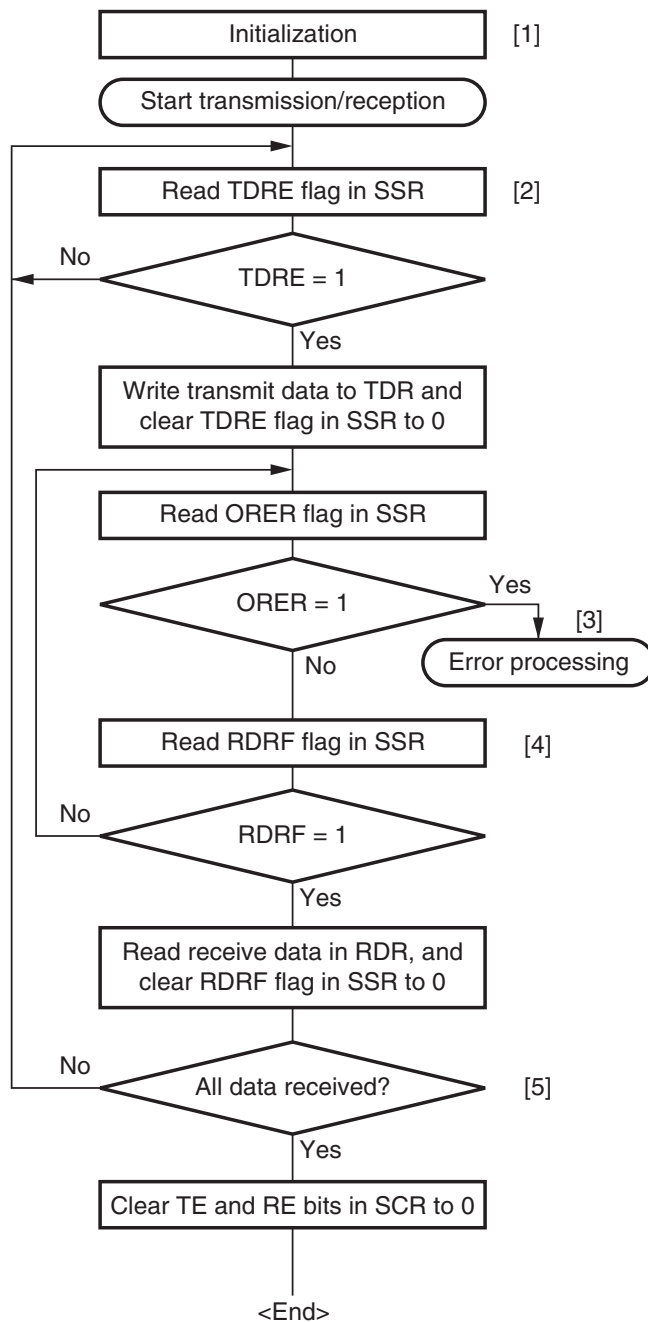 Initialization
[1]
Start transmission/reception
Read TDRE flag in SSR
[2]
No
TDRE = 1
Yes
Write transmit data to TDR and
clear TDRE flag in SSR to 0
Read ORER flag in SSR
Yes
ORER = 1
[3]
Error processing
No
Read RDRF flag in SSR
[4]
No
RDRF = 1
Yes
Read receive data in RDR, and
clear RDRF flag in SSR to 0
No
All data received?
[5]
Yes
Clear TE and RE bits in SCR to 0
<End>